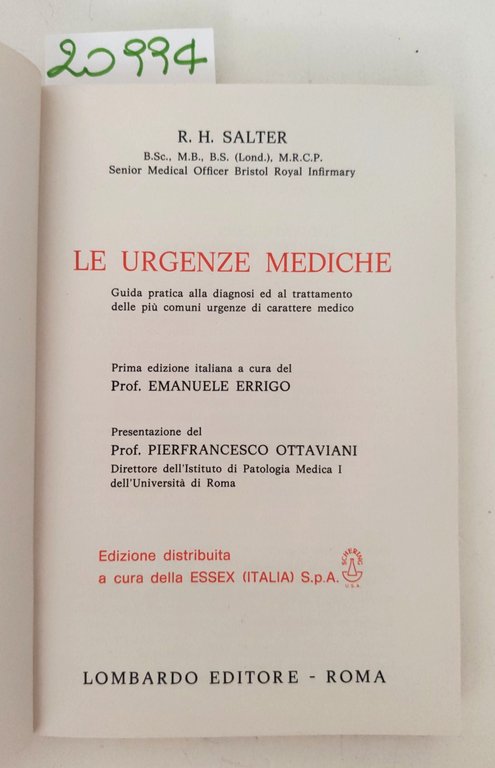 20994
R. H. SALTER
B.Sc., M.B., B.S. (Lond.), M.R.C.P.
Senior Medical Officer Bristol Royal Infirmary
LE URGENZE MEDICHE
Guida pratica alla diagnosi ed al trattamento
delle più comuni urgenze di carattere medico
Prima edizione italiana a cura del
Prof. EMANUELE ERRIGO
Presentazione del
Prof. PIERFRANCESCO OTTAVIANI
Direttore dell'Istituto di Patologia Medica I
dell'Università di Roma
Edizione distribuita
a cura della ESSEX (ITALIA) S.p.A.
SCHERING
U.S.A.
LOMBARDO EDITORE - ROMA